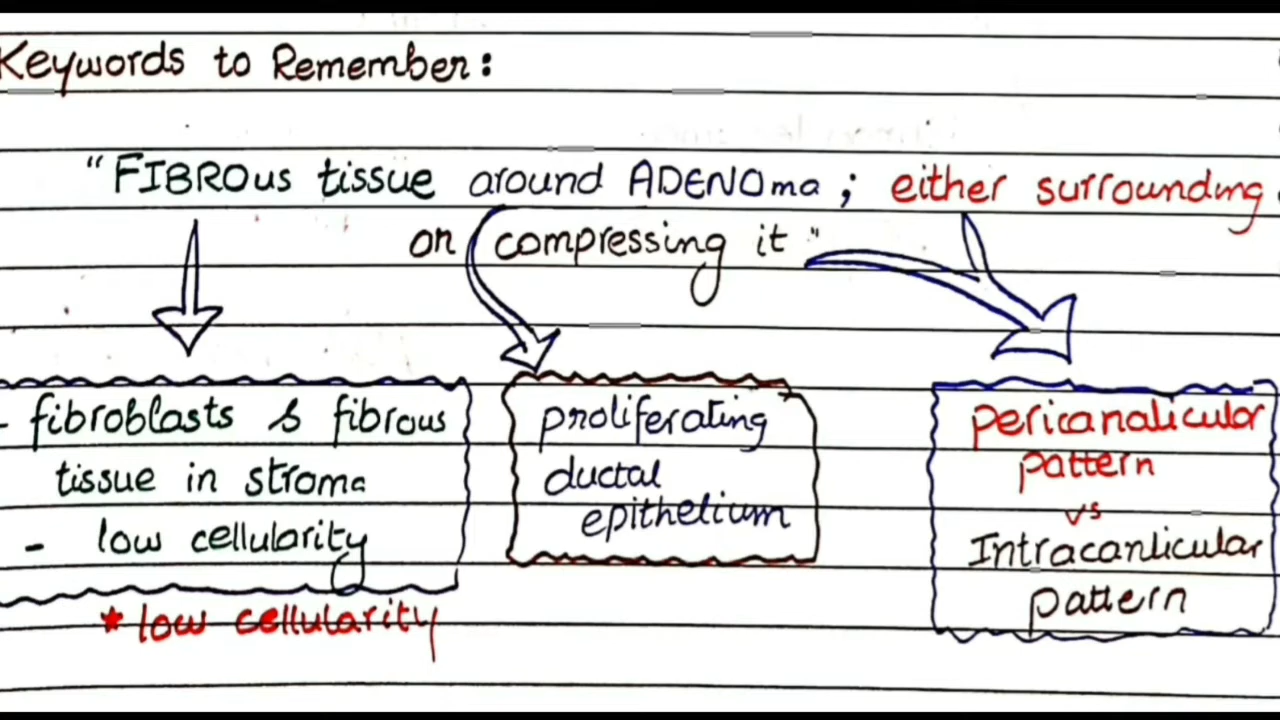 Keywords to Remember:
"FIBROus tissue around ADENOma; either surrounding
or compressing it"
- fibroblasts & fibrous
tissue in stroma
- low cellularity
* low cellularity
proliferating
ductal
epithelium
pericanalicular
pattern
vs
Intracanlicular
pattern